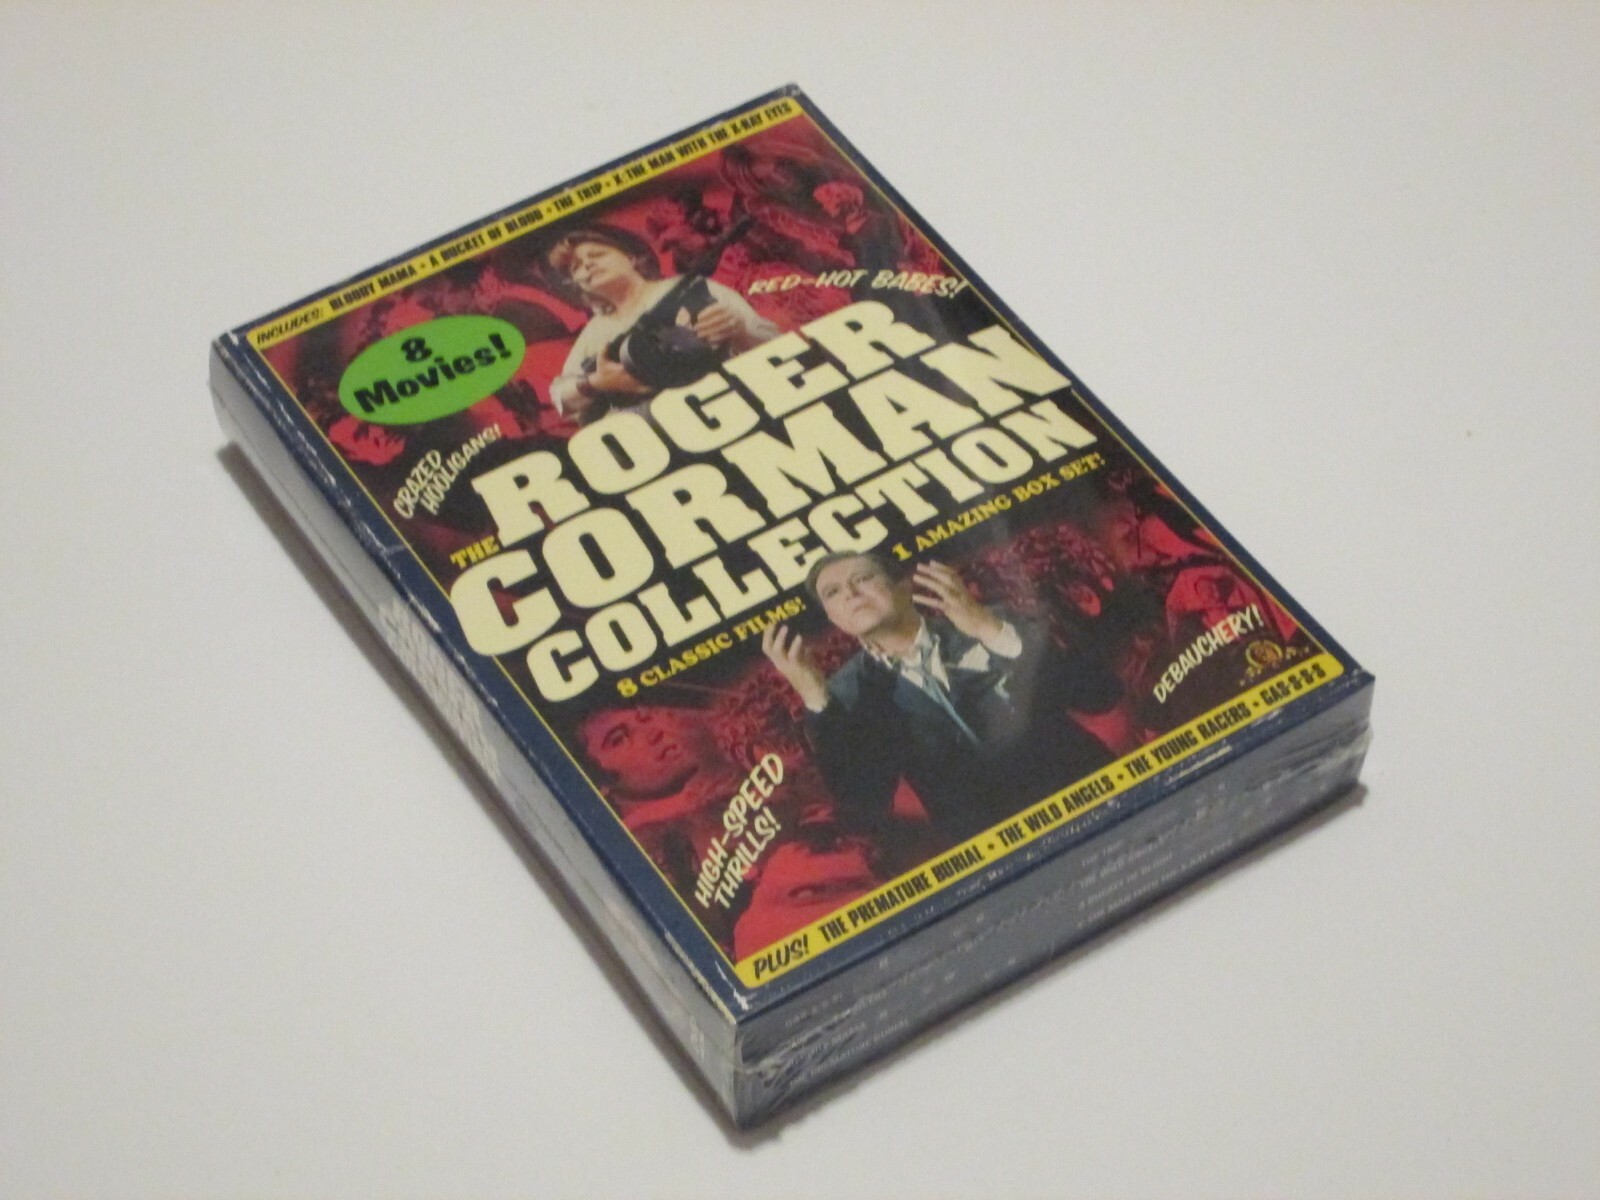 INCLUDES: BLOODY MAMA • A BUCKET OF BLOOD • THE TRIP • X: THE MAN WITH THE X-RAY EYES
8
Movies!
RED-HOT BABES!
CRAZED
HOOLIGANS!
THE
ROGER
CORMAN
COLLECTION
8 CLASSIC FILMS!
1 AMAZING BOX SET!
DEBAUCHERY!
HIGH-SPEED
THRILLS!
PLUS! THE PREMATURE BURIAL • THE WILD ANGELS • THE YOUNG RACERS • GAS-S-S-S